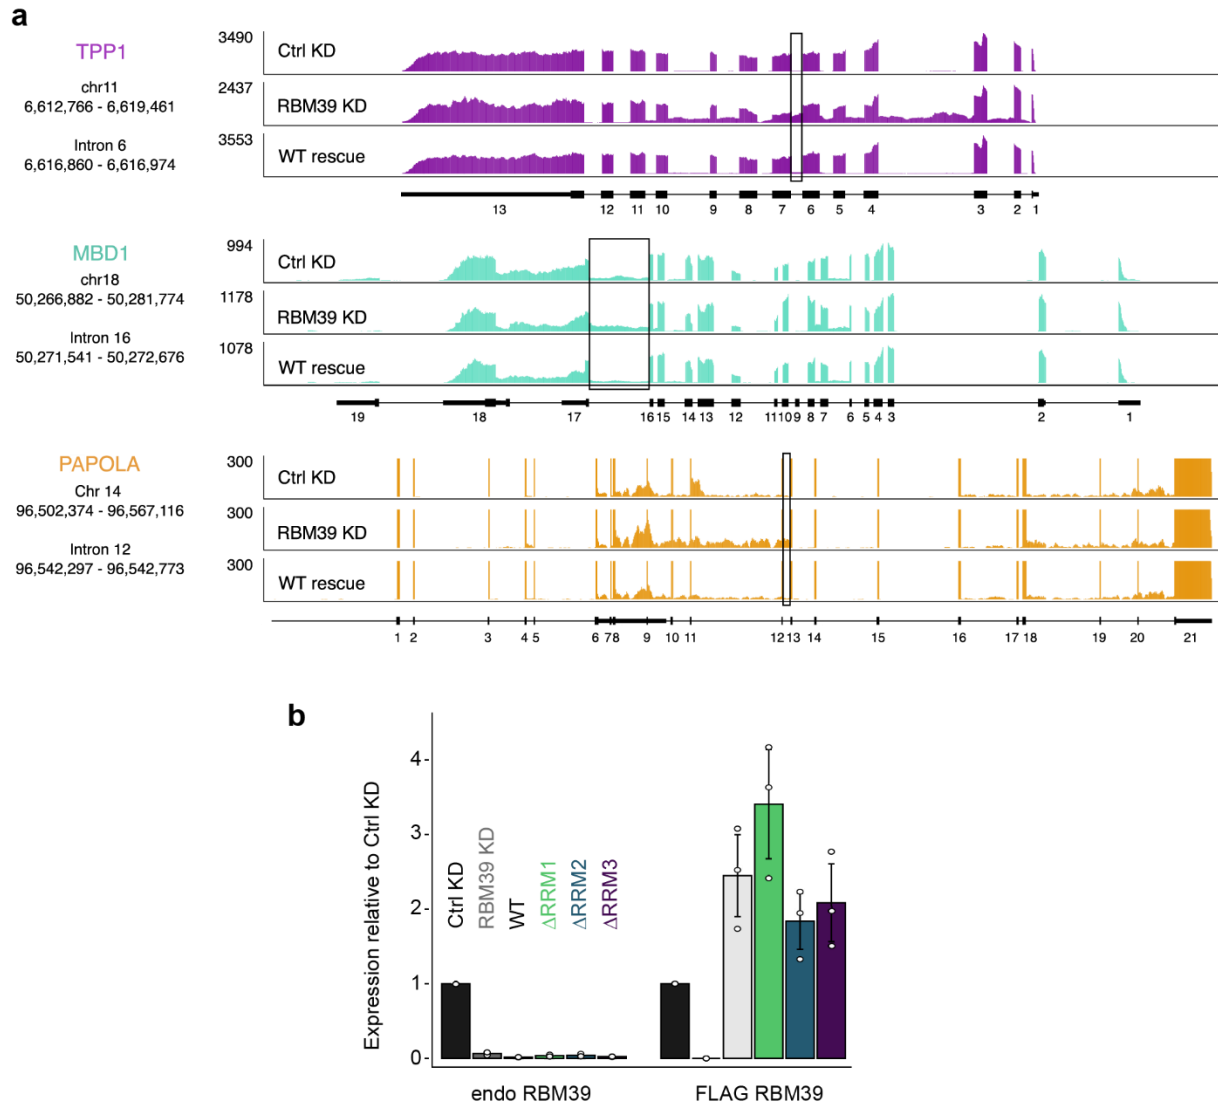 a
TPP1
chr11
6,612,766 - 6,619,461
Intron 6
6,616,860 - 6,616,974
3490
Ctrl KD
2437
RBM39 KD
3553
WT rescue
13 12 11 10 9 8 7 6 5 4 3 2 1
MBD1
chr18
50,266,882 - 50,281,774
Intron 16
50,271,541 - 50,272,676
994
Ctrl KD
1178
RBM39 KD
1078
WT rescue
19 18 17 16 15 14 13 12 11 10 9 8 7 6 5 4 3 2 1
PAPOLA
Chr 14
96,502,374 - 96,567,116
Intron 12
96,542,297 - 96,542,773
300
Ctrl KD
300
RBM39 KD
300
WT rescue
1 2 3 4 5 6 7 8 9 10 11 12 13 14 15 16 17 18 19 20 21
b
Expression relative to Ctrl KD
4
3
2
1
0
Ctrl KD
RBM39 KD
WT
ΔRRM1
ΔRRM2
ΔRRM3
endo RBM39
FLAG RBM39